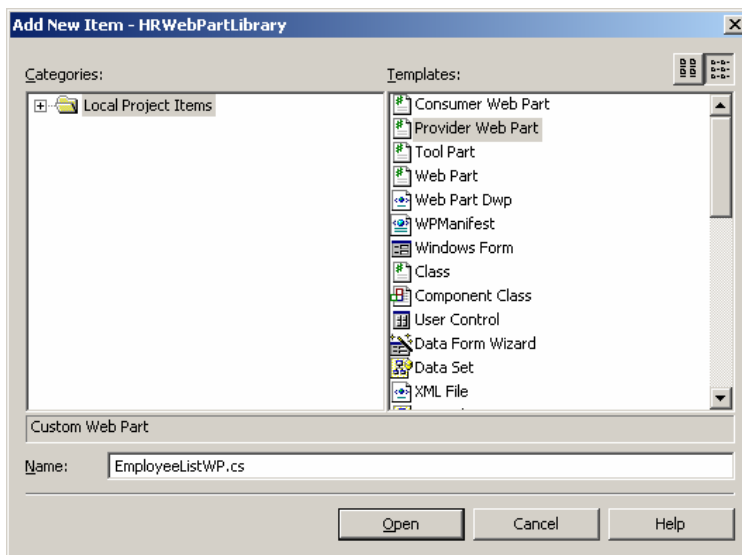 Add New Item - HRWebPartLibrary
Categories:
Templates:
Local Project Items
Consumer Web Part
Provider Web Part
Tool Part
Web Part
Web Part Dwp
WPManifest
Windows Form
Class
Component Class
User Control
Data Form Wizard
Data Set
XML File
Custom Web Part
Name: EmployeeListWP.cs
Open Cancel Help